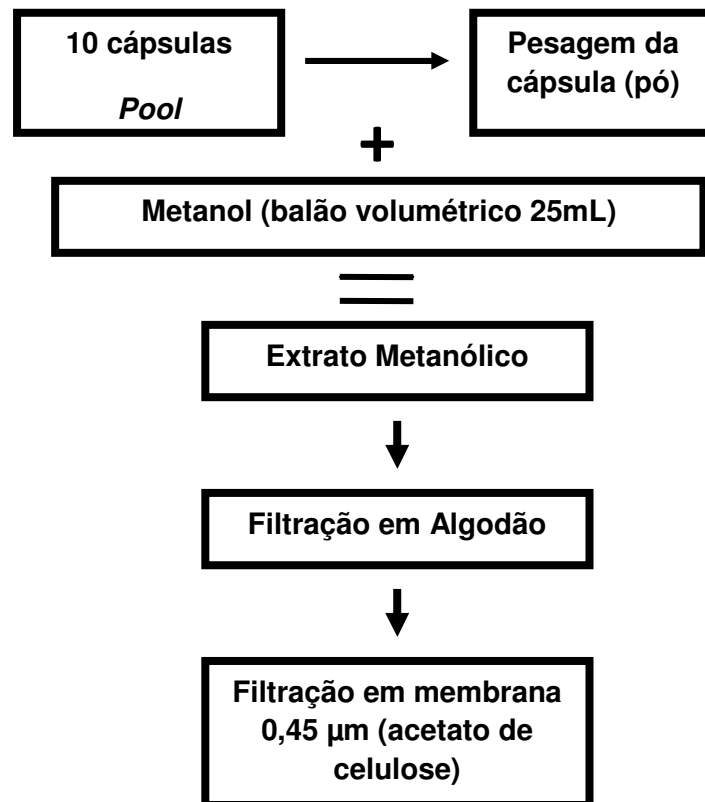 10 cápsulas
Pool
Pesagem da
cápsula (pó)
+
Metanol (balão volumétrico 25mL)
=
Extrato Metanólico
Filtração em Algodão
Filtração em membrana
0,45 µm (acetato de
celulose)